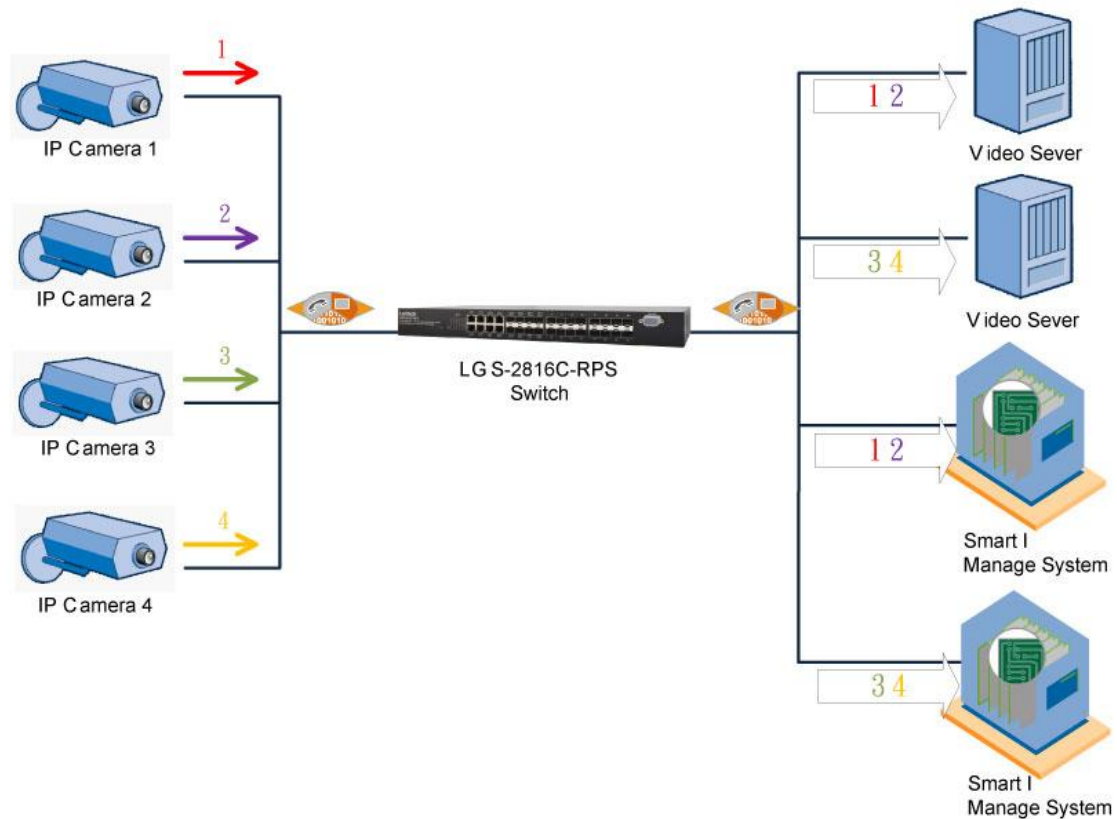 1
IP Camera 1
2
IP Camera 2
3
IP Camera 3
4
IP Camera 4
LG S-2816C-RPS
Switch
1 2
Video Sever
3 4
Video Sever
1 2
Smart I
Manage System
3 4
Smart I
Manage System